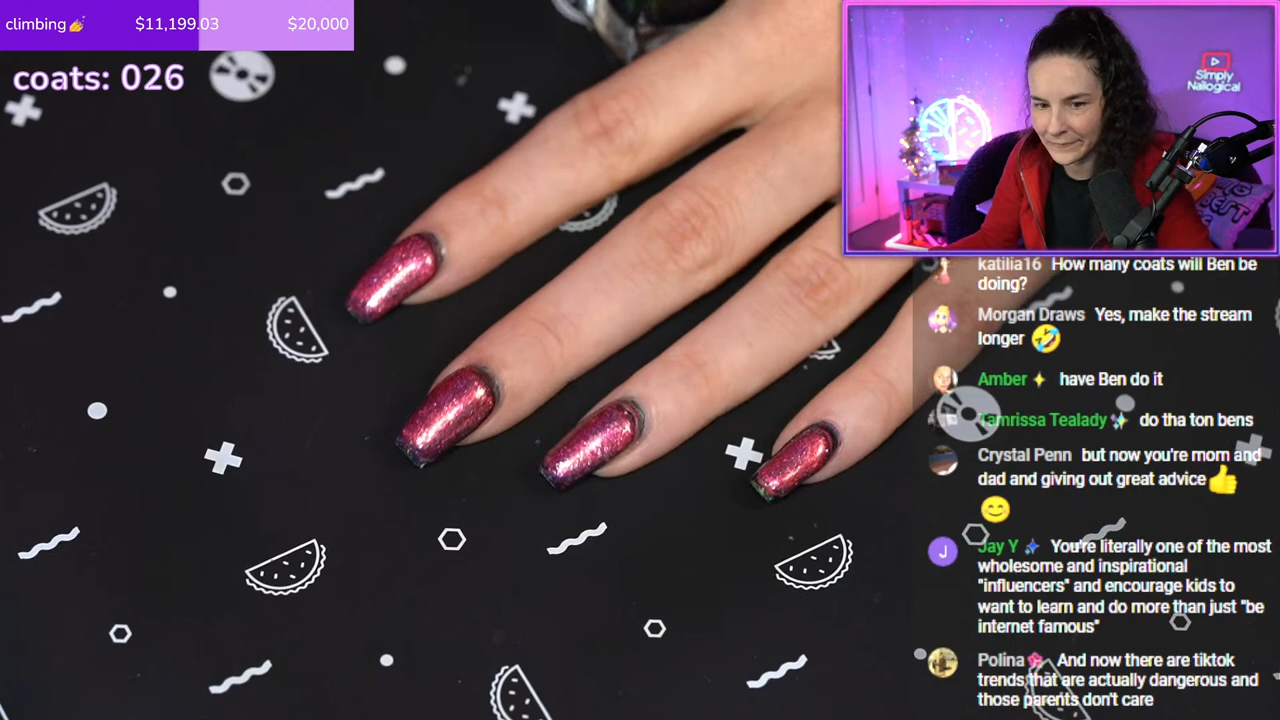 climbing💅 $11,199.03 $20,000
coats: 026
Simply
Nailogical
BEST
katilia16 How many coats will Ben be
doing?
Morgan Draws Yes, make the stream
longer 🤣
Amber ✨ have Ben do it
Tamrissa Tealady ✨ do tha ton bens
Crystal Penn but now you're mom and
dad and giving out great advice👍
😊
J
Jay Y ✨ You're literally one of the most
wholesome and inspirational
"influencers" and encourage kids to
want to learn and do more than just "be
internet famous"
Polina🌸 And now there are tiktok
trends that are actually dangerous and
those parents don't care